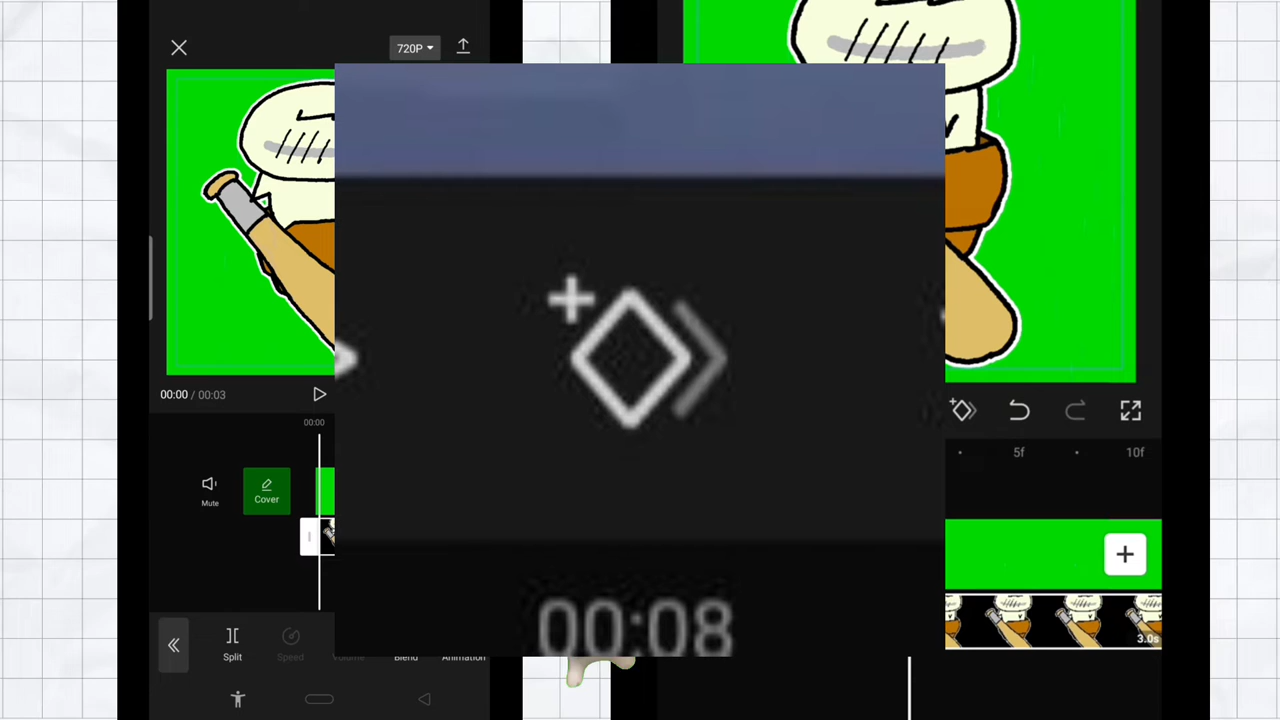 720P
00:00 / 00:03
00:00
5f
10f
Mute
Cover
3.0s
Split
Speed
Volume
Blend
Animation
00:08